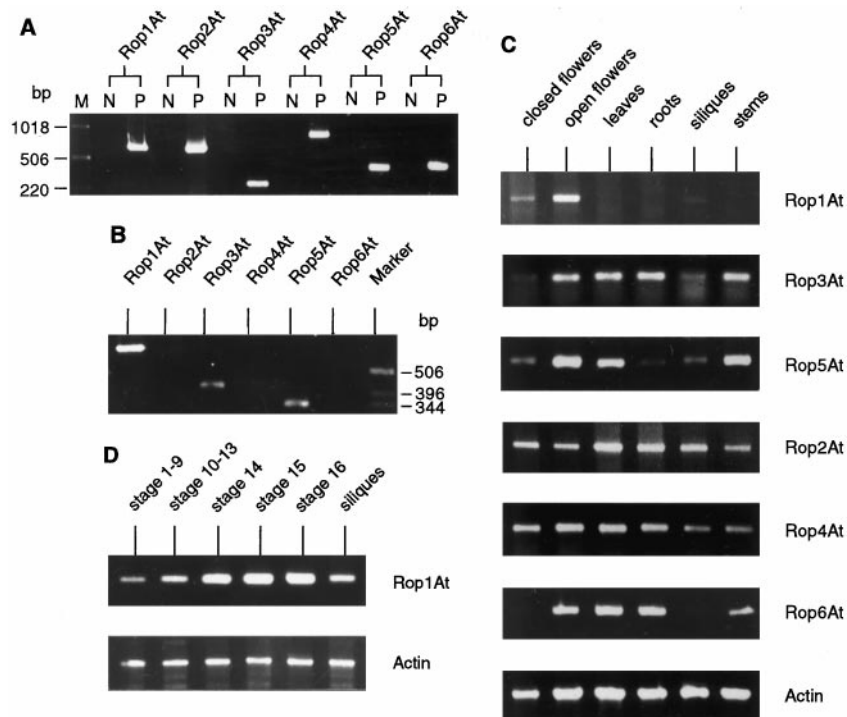 A
Rop1At Rop2At Rop3At Rop4At Rop5At Rop6At
bp M N P N P N P N P N P N P
1018
506
220
B
Rop1At Rop2At Rop3At Rop4At Rop5At Rop6At Marker
bp
506
396
344
D
stage 1-9 stage 10-13 stage 14 stage 15 stage 16 siliques
Rop1At
Actin
C
closed flowers open flowers leaves roots siliques stems
Rop1At
Rop3At
Rop5At
Rop2At
Rop4At
Rop6At
Actin